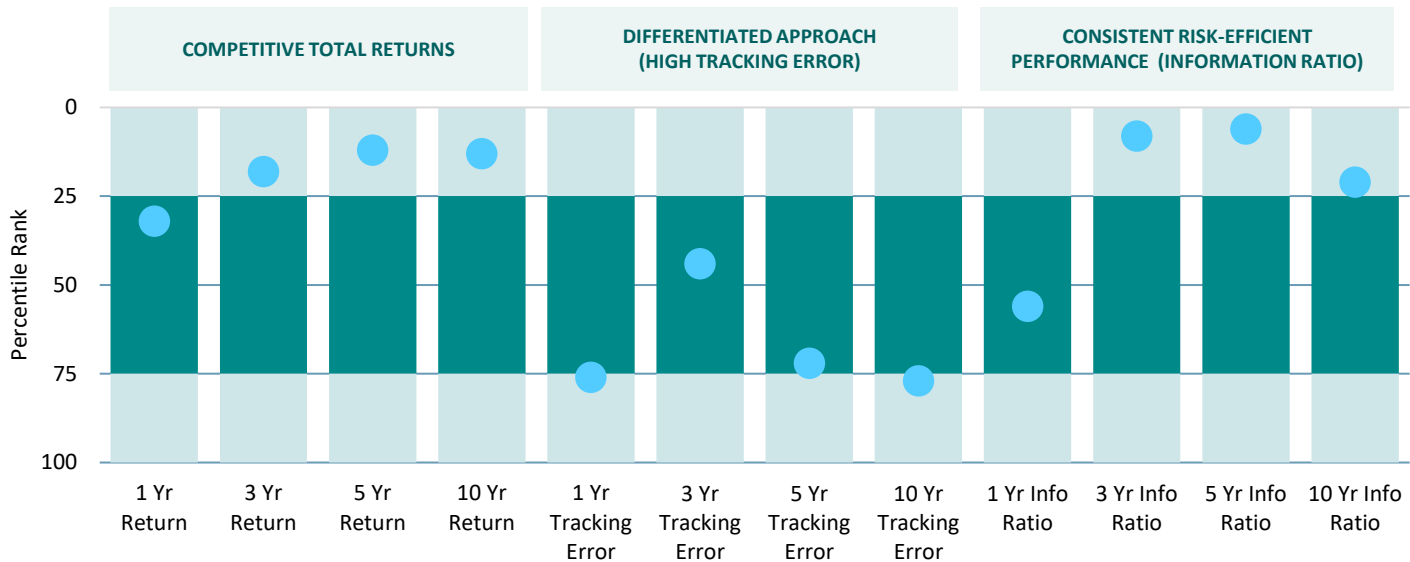 COMPETITIVE TOTAL RETURNS
DIFFERENTIATED APPROACH
(HIGH TRACKING ERROR)
CONSISTENT RISK-EFFICIENT
PERFORMANCE (INFORMATION RATIO)
Percentile Rank
0
25
50
75
100
1 Yr
Return
3 Yr
Return
5 Yr
Return
10 Yr
Return
1 Yr
Tracking
Error
3 Yr
Tracking
Error
5 Yr
Tracking
Error
10 Yr
Tracking
Error
1 Yr Info
Ratio
3 Yr Info
Ratio
5 Yr Info
Ratio
10 Yr Info
Ratio